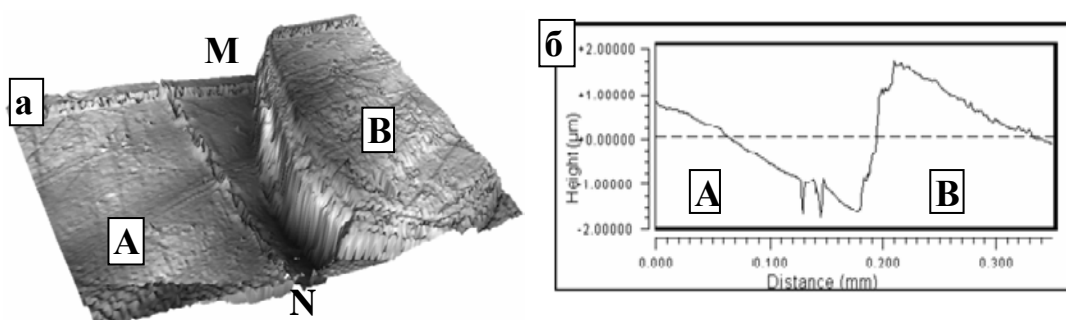 а
M
A
B
N
б
+2.00000
+1.00000
+0.00000
-1.00000
-2.00000
Height (µm)
A
B
0.000 0.100 0.200 0.300
Distance (mm)